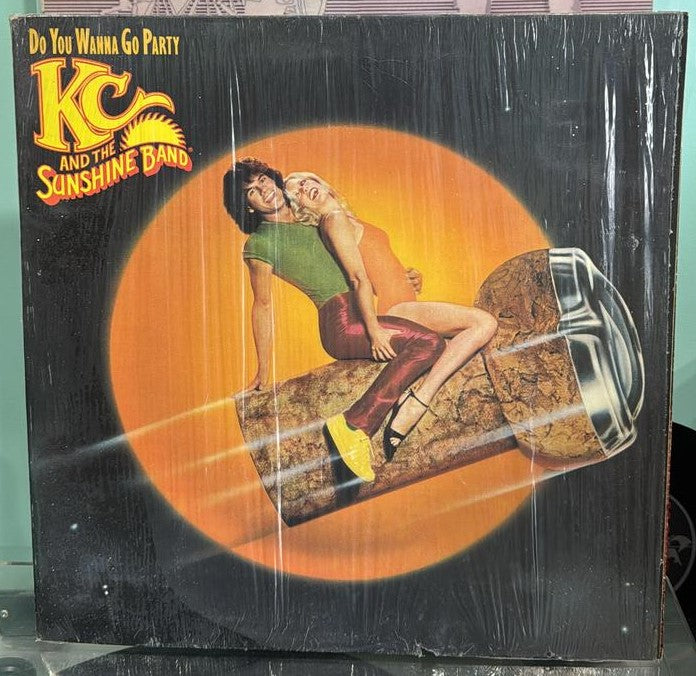 Do You Wanna Go Party
KC
AND THE
SUNSHINE BAND